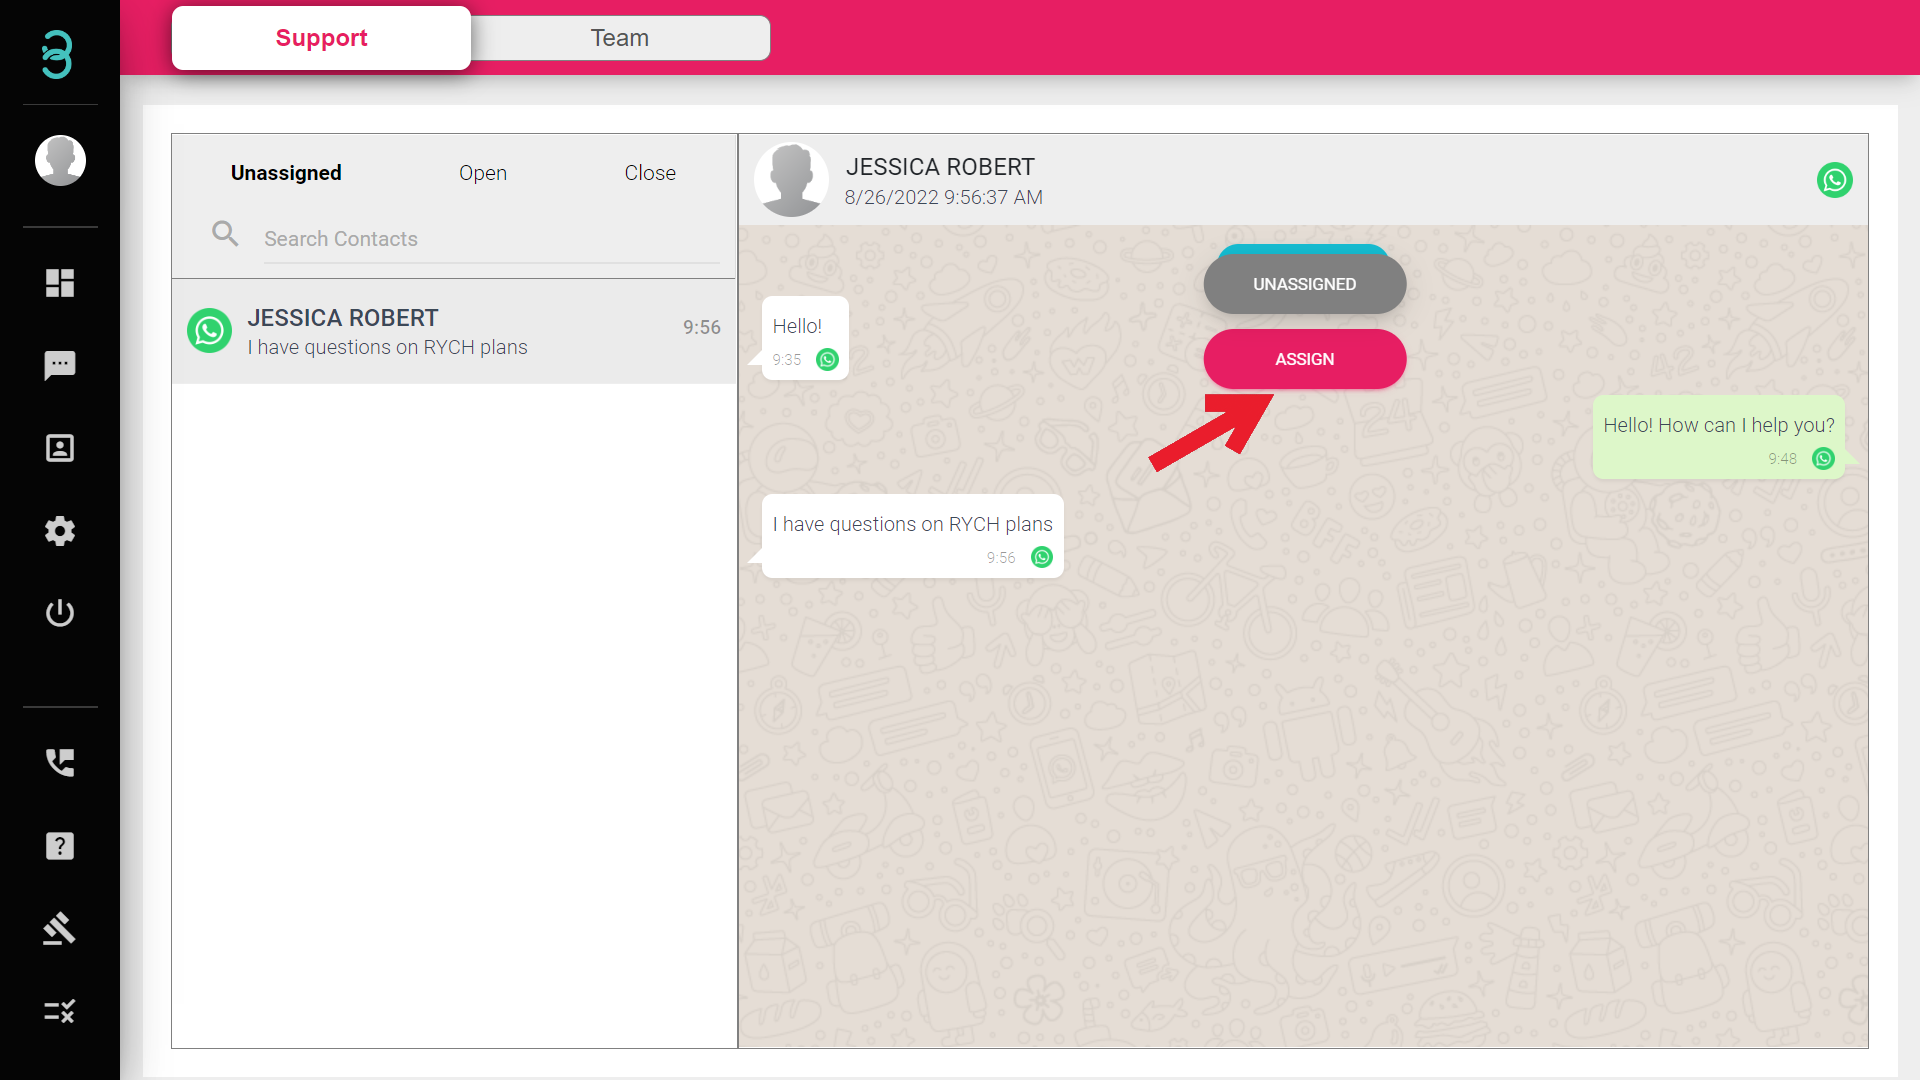 Support
Team
Unassigned
Open
Close
Search Contacts
JESSICA ROBERT
9:56
I have questions on RYCH plans
JESSICA ROBERT
8/26/2022 9:56:37 AM
UNASSIGNED
Hello!
9:35
ASSIGN
Hello! How can I help you?
9:48
I have questions on RYCH plans
9:56